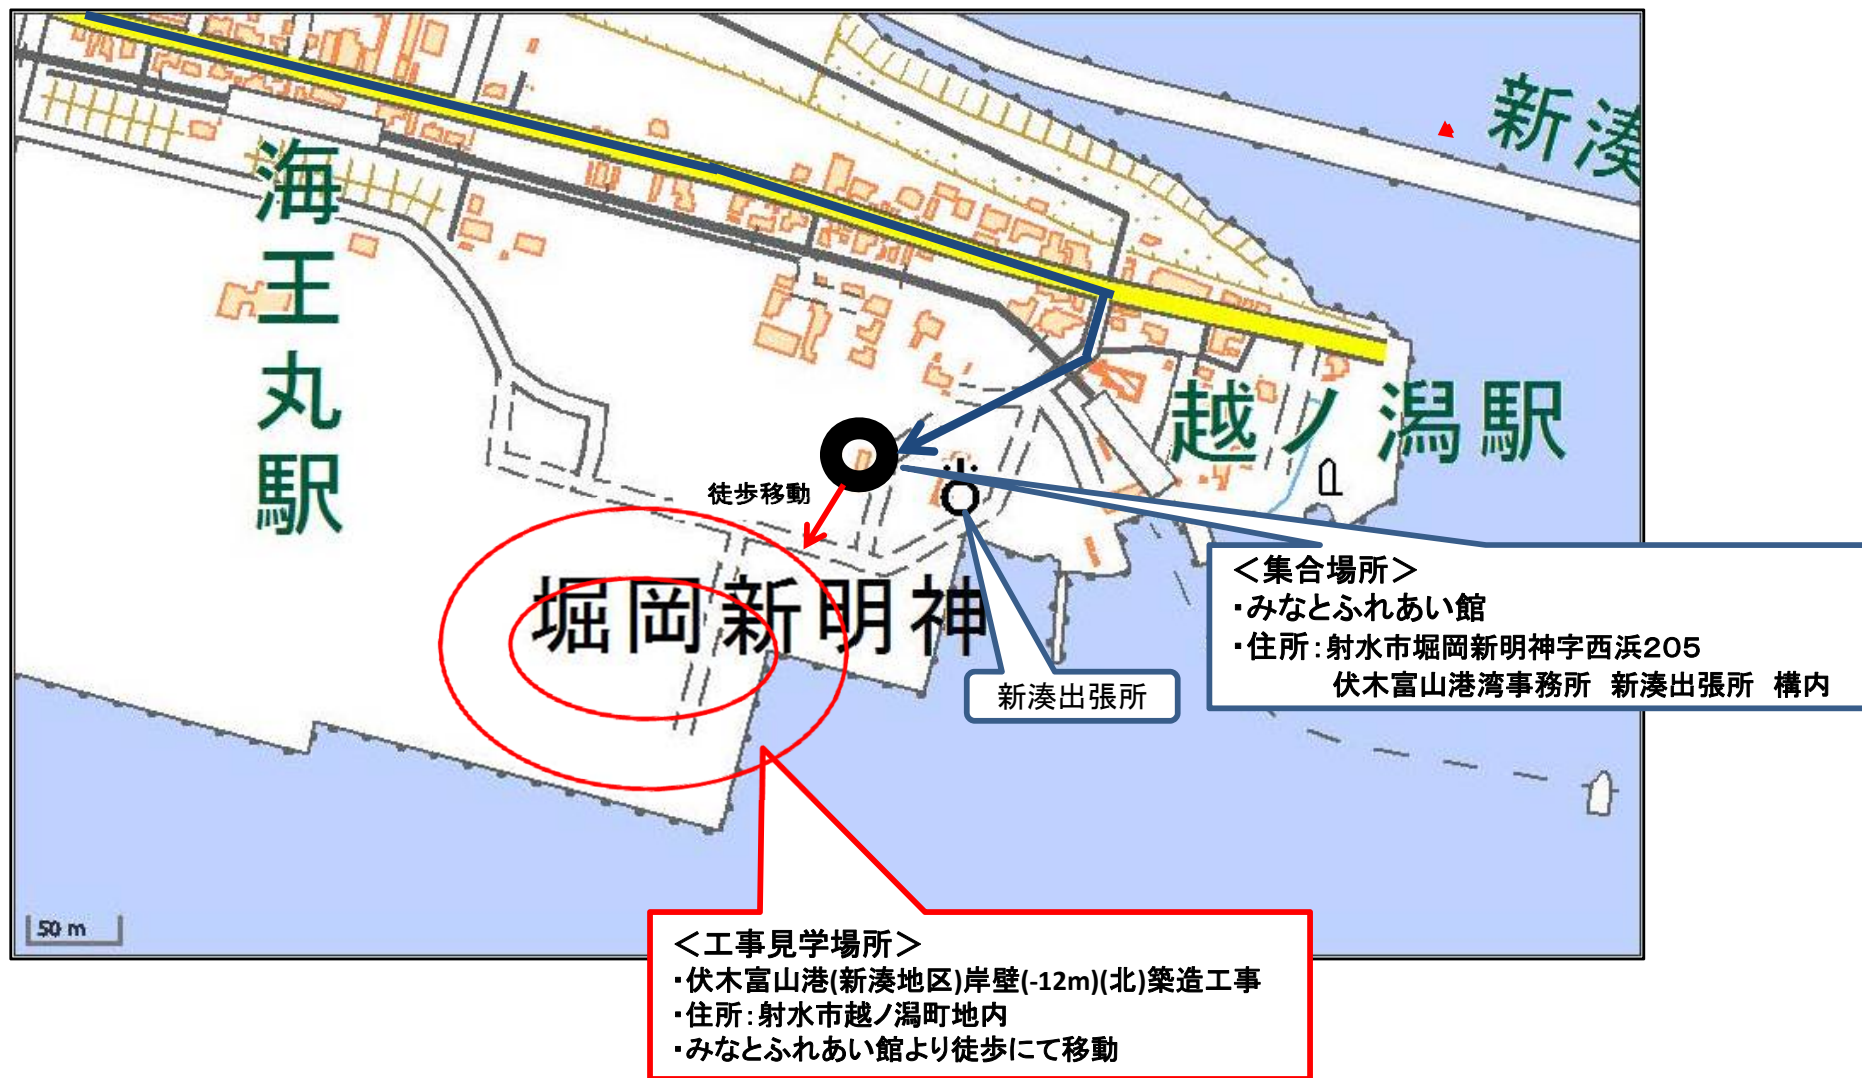 新湊
海王丸駅
越ノ潟駅
徒歩移動
堀岡新明神
新湊出張所
＜集合場所＞
・みなとふれあい館
・住所：射水市堀岡新明神字西浜205
伏木富山港湾事務所 新湊出張所 構内
50 m
＜工事見学場所＞
・伏木富山港(新湊地区)岸壁(-12m)(北)築造工事
・住所：射水市越ノ潟町地内
・みなとふれあい館より徒歩にて移動